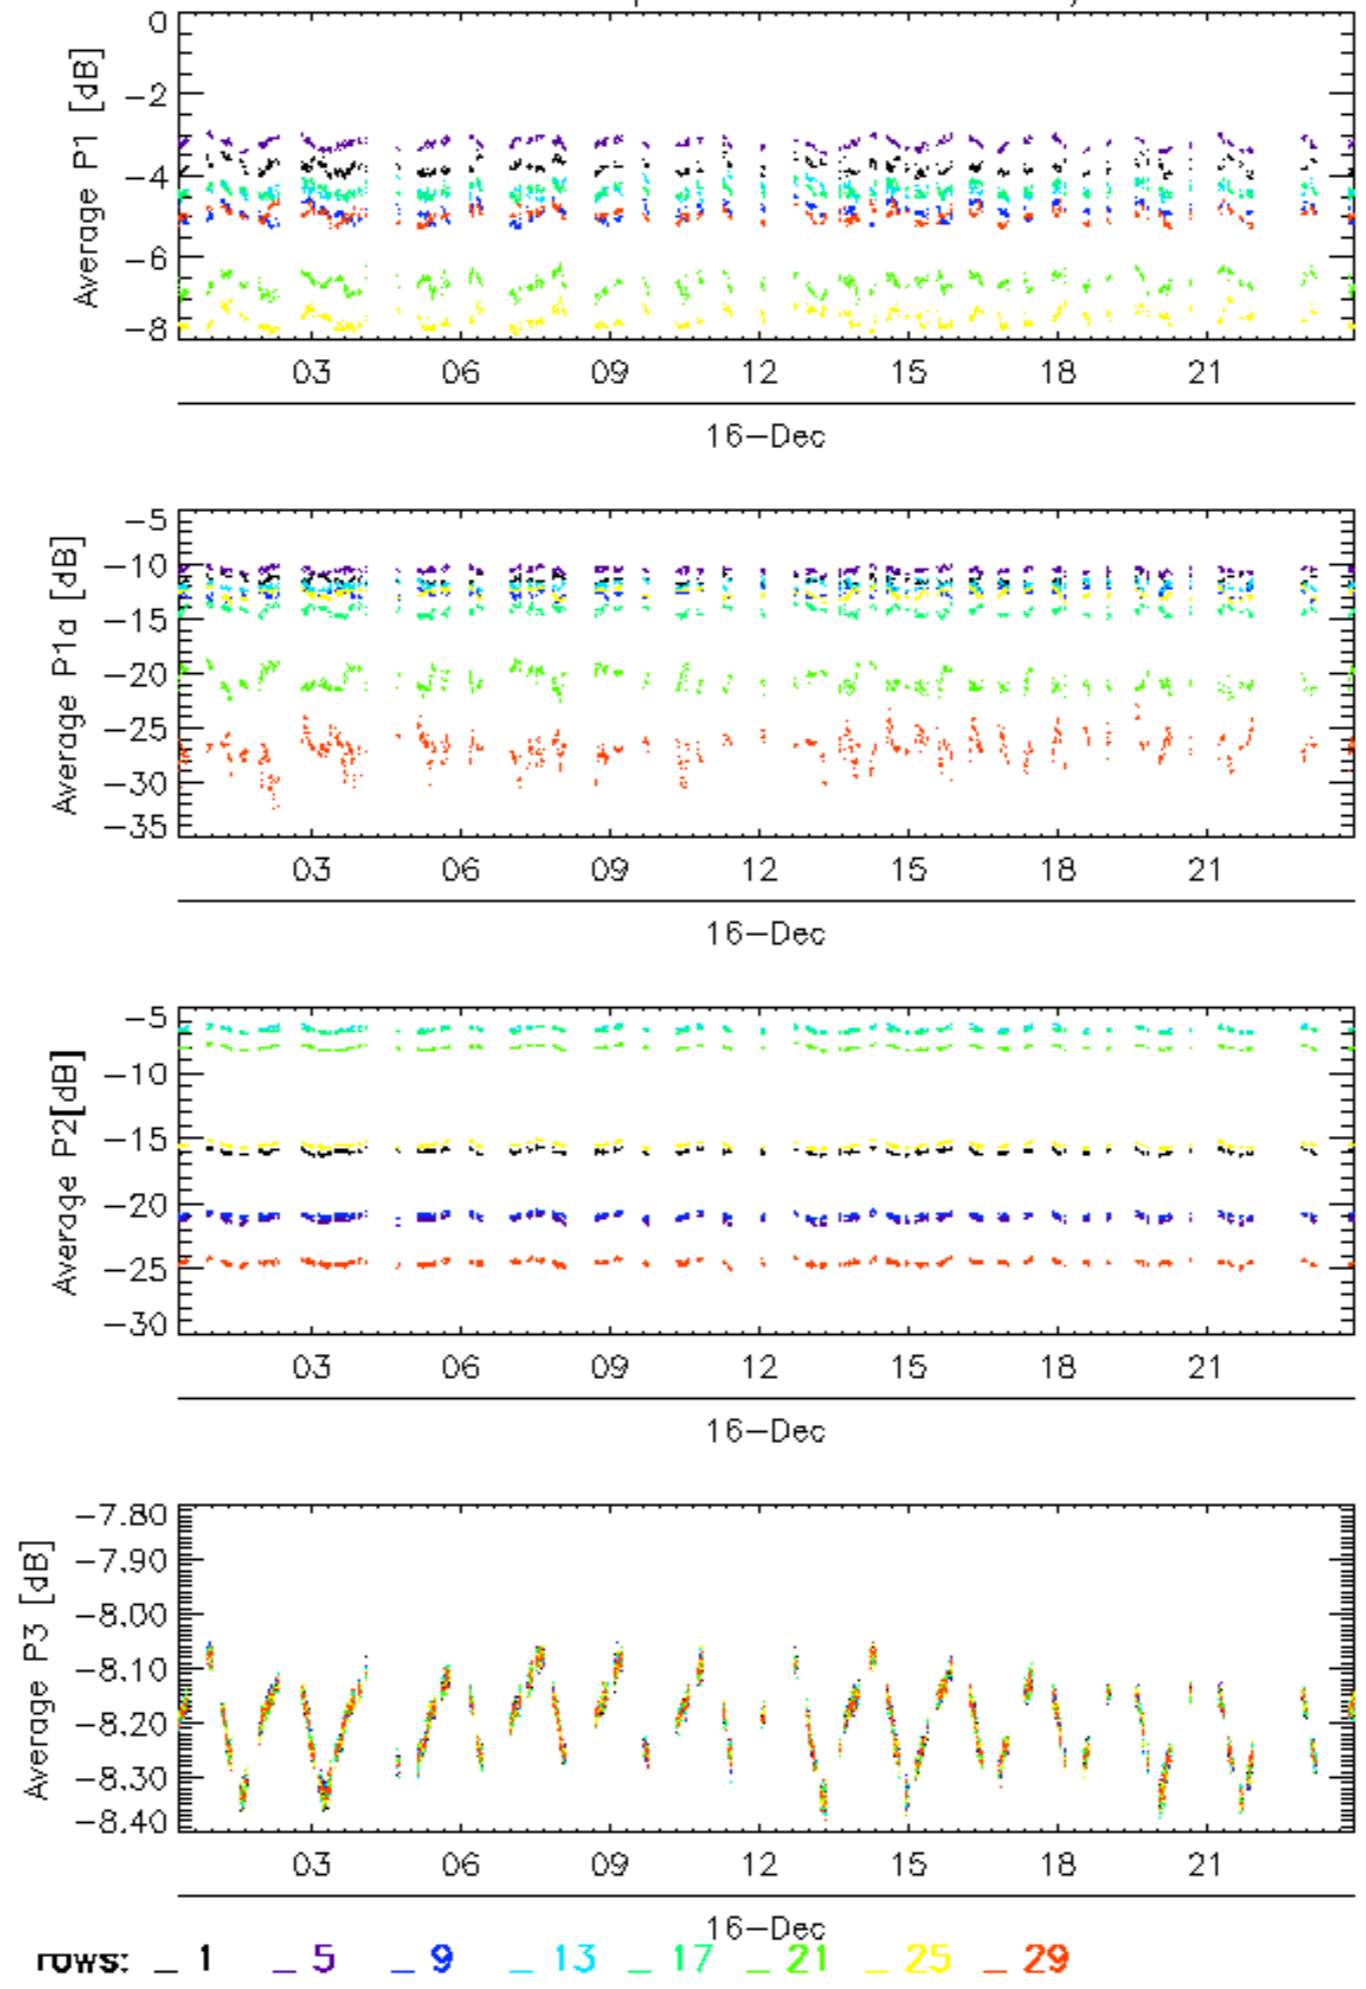 0
−2
−4
−6
−8
Average P1 [dB]
03 06 09 12 15 18 21
16−Dec
−5
−10
−15
−20
−25
−30
−35
Average P1a [dB]
03 06 09 12 15 18 21
16−Dec
−5
−10
−15
−20
−25
−30
Average P2[dB]
03 06 09 12 15 18 21
16−Dec
−7.80
−7.90
−8.00
−8.10
−8.20
−8.30
−8.40
Average P3 [dB]
03 06 09 12 15 18 21
16−Dec
rows: _ 1 _ 5 _ 9 _ 13 _ 17 _ 21 _ 25 _ 29